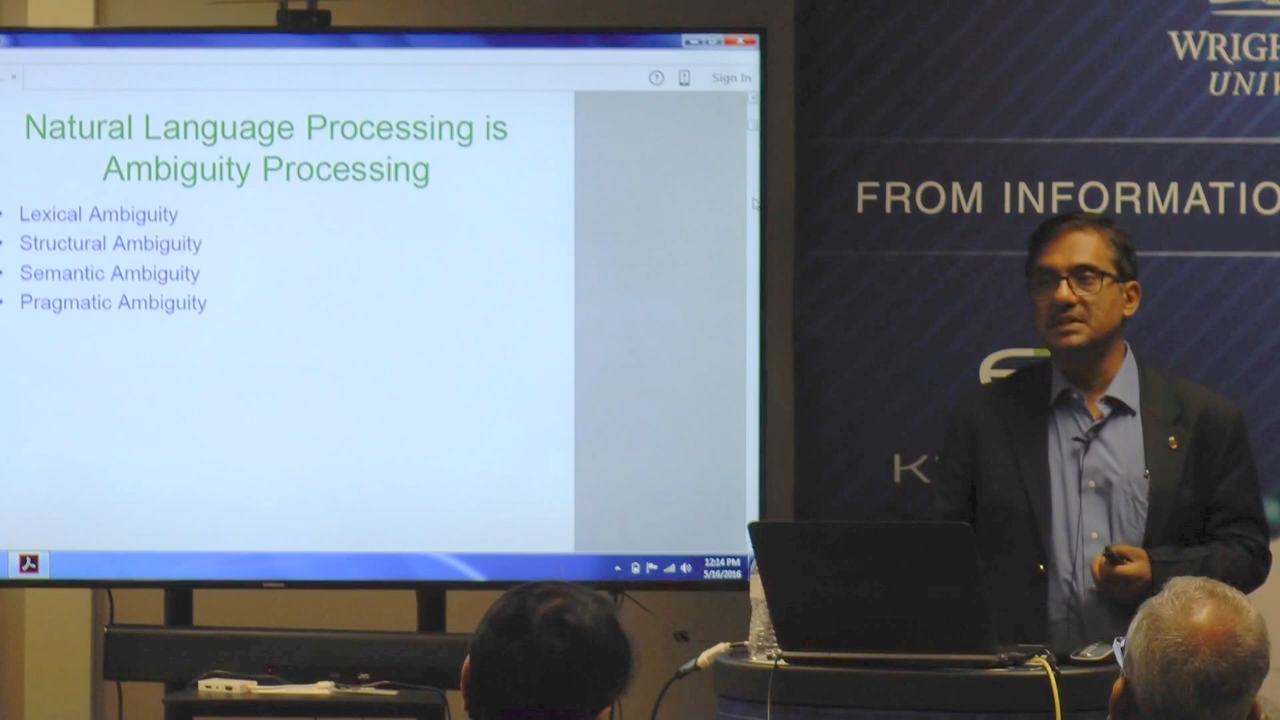 Sign In
Natural Language Processing is
Ambiguity Processing
• Lexical Ambiguity
• Structural Ambiguity
• Semantic Ambiguity
• Pragmatic Ambiguity
12:14 PM
5/16/2016
WRIGH
UNIV
FROM INFORMATIO
K